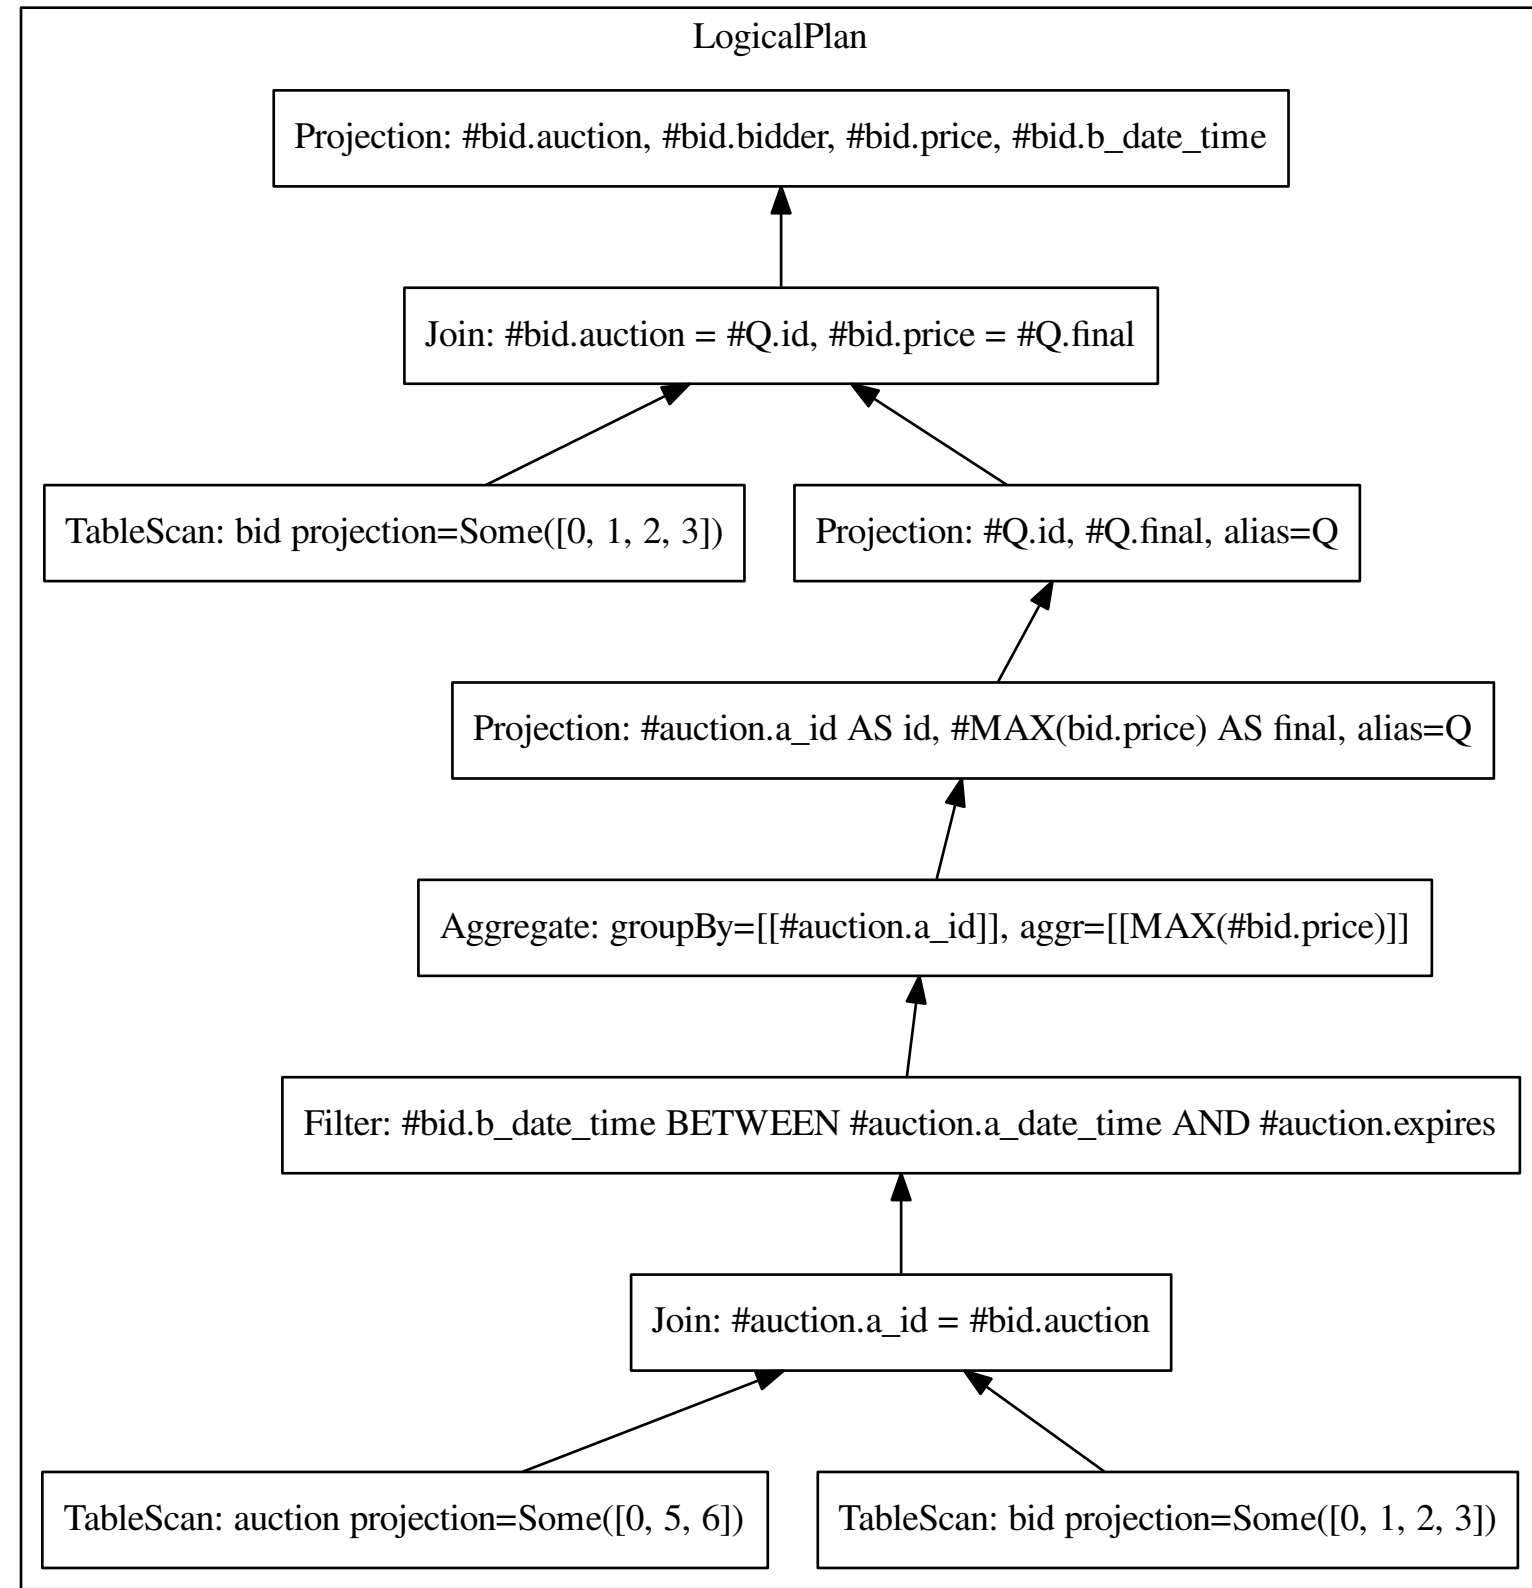 LogicalPlan
Projection: #bid.auction, #bid.bidder, #bid.price, #bid.b_date_time
Join: #bid.auction = #Q.id, #bid.price = #Q.final
TableScan: bid projection=Some([0, 1, 2, 3])
Projection: #Q.id, #Q.final, alias=Q
Projection: #auction.a_id AS id, #MAX(bid.price) AS final, alias=Q
Aggregate: groupBy=[[#auction.a_id]], aggr=[[MAX(#bid.price)]]
Filter: #bid.b_date_time BETWEEN #auction.a_date_time AND #auction.expires
Join: #auction.a_id = #bid.auction
TableScan: auction projection=Some([0, 5, 6])
TableScan: bid projection=Some([0, 1, 2, 3])